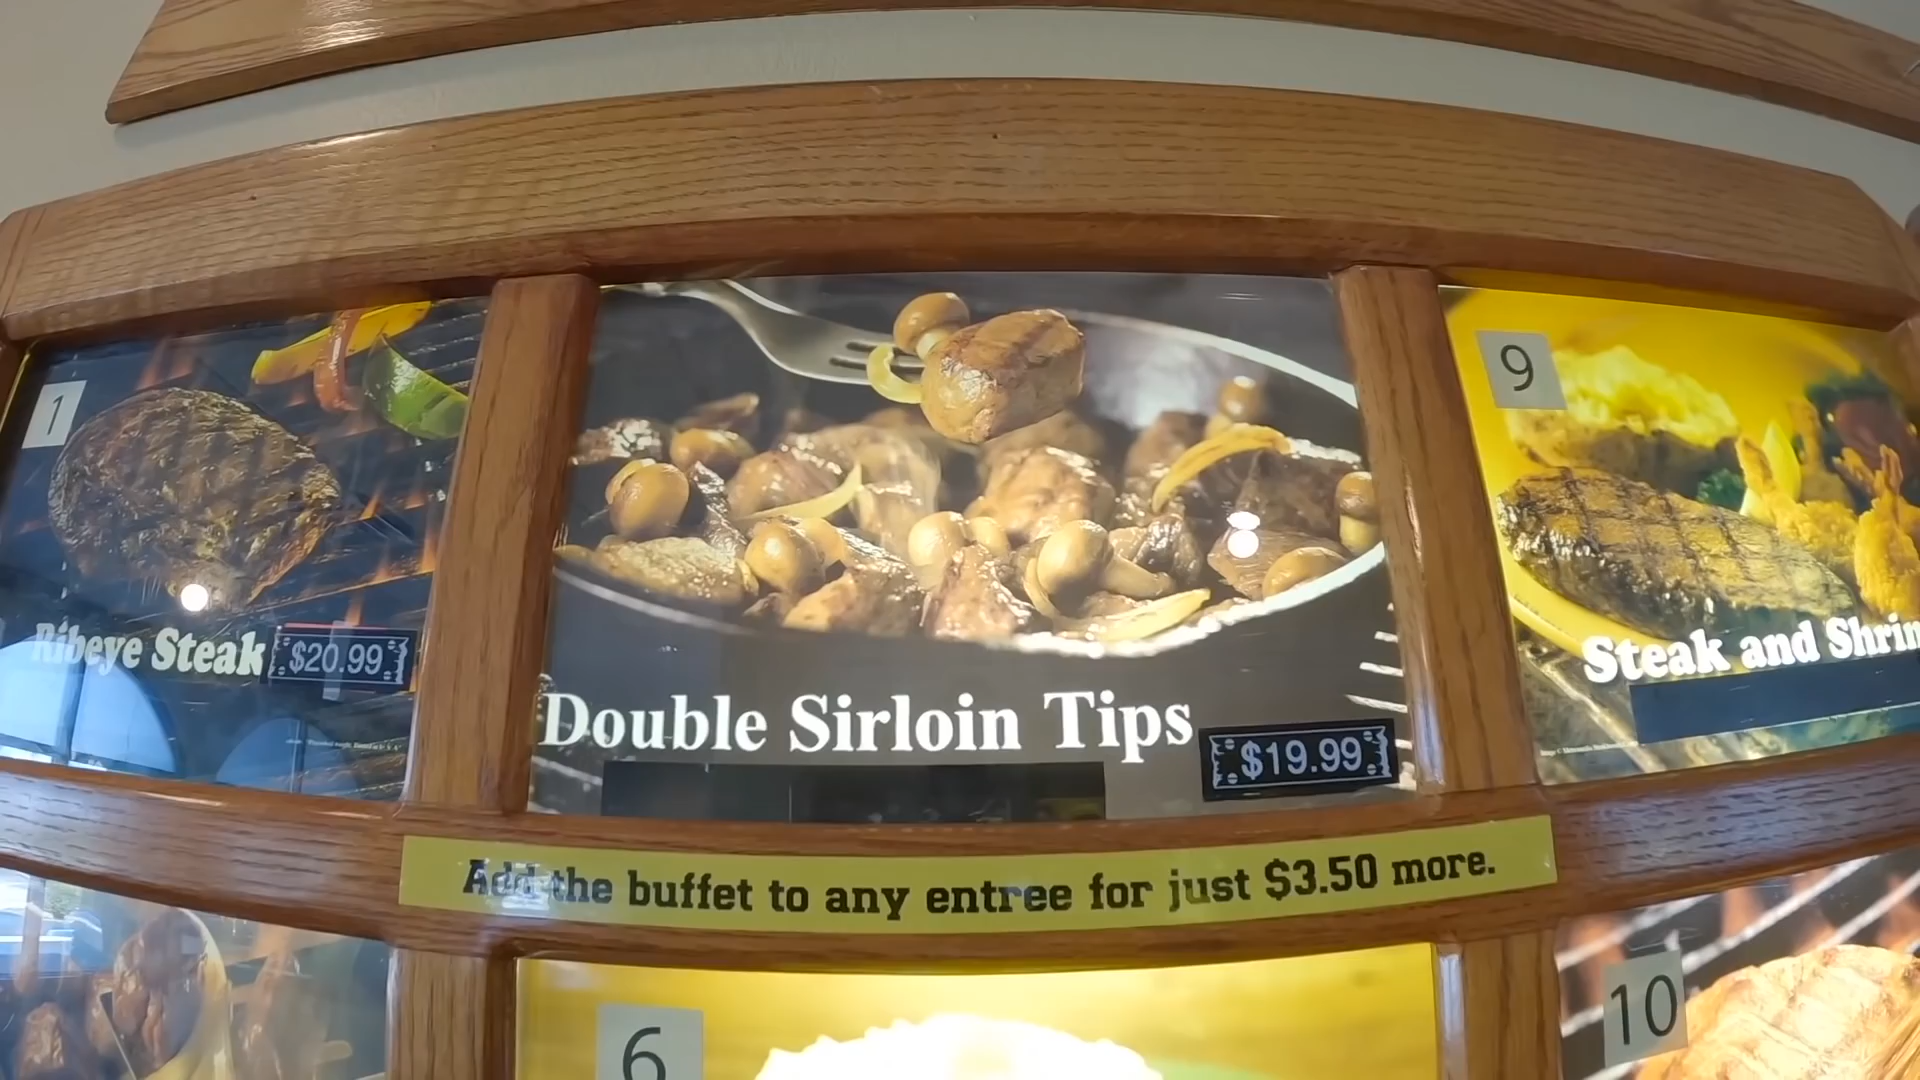 1
Ribeye Steak $20.99
Double Sirloin Tips
$19.99
9
Steak and Shrim
Add the buffet to any entree for just $3.50 more.
6
10